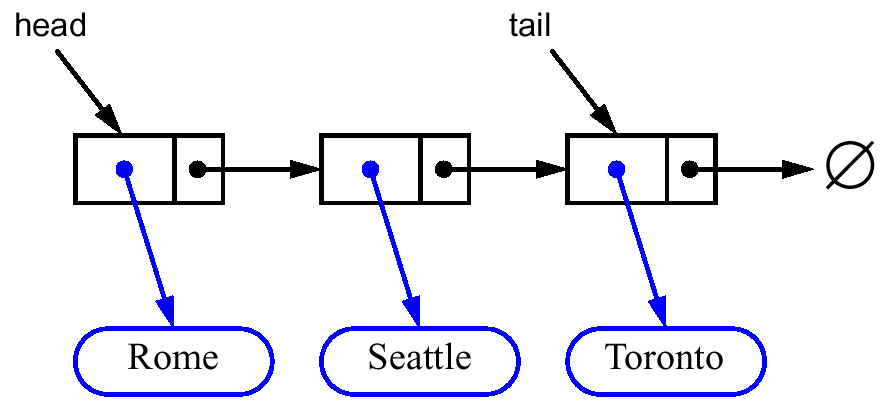 head
tail
∅
Rome
Seattle
Toronto